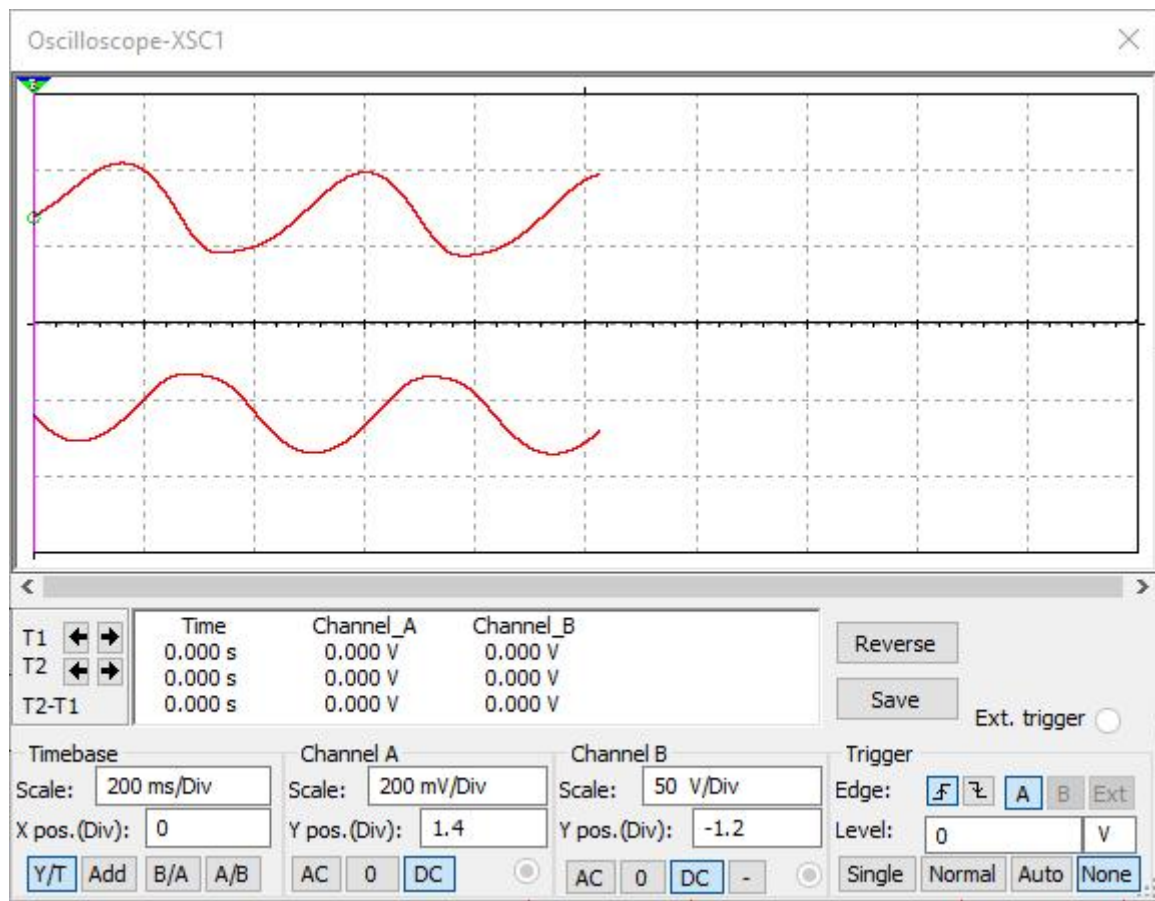 Oscilloscope-XSC1
T1
T2
T2-T1
Time Channel_A Channel_B
0.000 s 0.000 V 0.000 V
0.000 s 0.000 V 0.000 V
0.000 s 0.000 V 0.000 V
Reverse
Save
Ext. trigger
Timebase
Scale: 200 ms/Div
X pos.(Div): 0
Y/T Add B/A A/B
Channel A
Scale: 200 mV/Div
Y pos.(Div): 1.4
AC 0 DC
Channel B
Scale: 50 V/Div
Y pos.(Div): -1.2
AC 0 DC -
Trigger
Edge: A B Ext
Level: 0 V
Single Normal Auto None